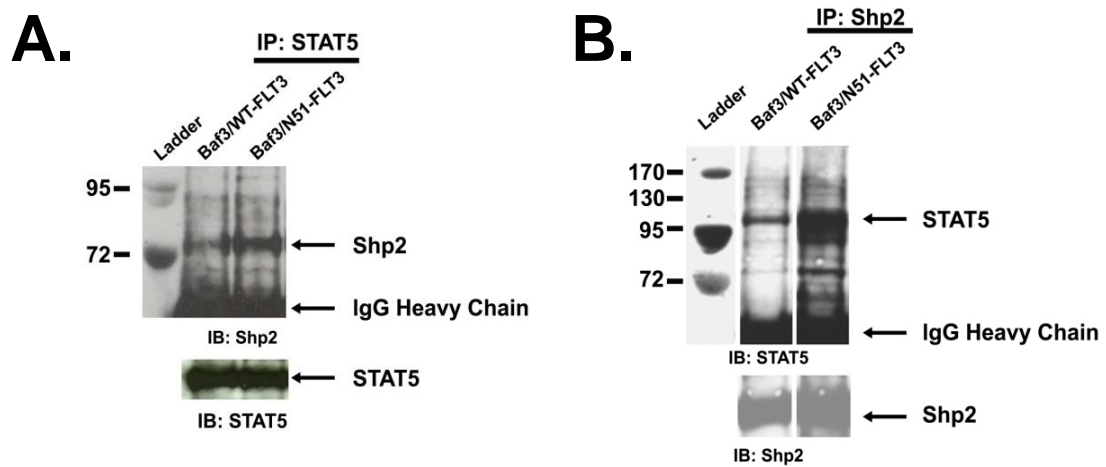 A.
IP: STAT5
Ladder
Baf3/WT-FLT3
Baf3/N51-FLT3
95
72
Shp2
IgG Heavy Chain
IB: Shp2
STAT5
IB: STAT5
B.
IP: Shp2
Ladder
Baf3/WT-FLT3
Baf3/N51-FLT3
170
130
95
72
STAT5
IgG Heavy Chain
IB: STAT5
Shp2
IB: Shp2